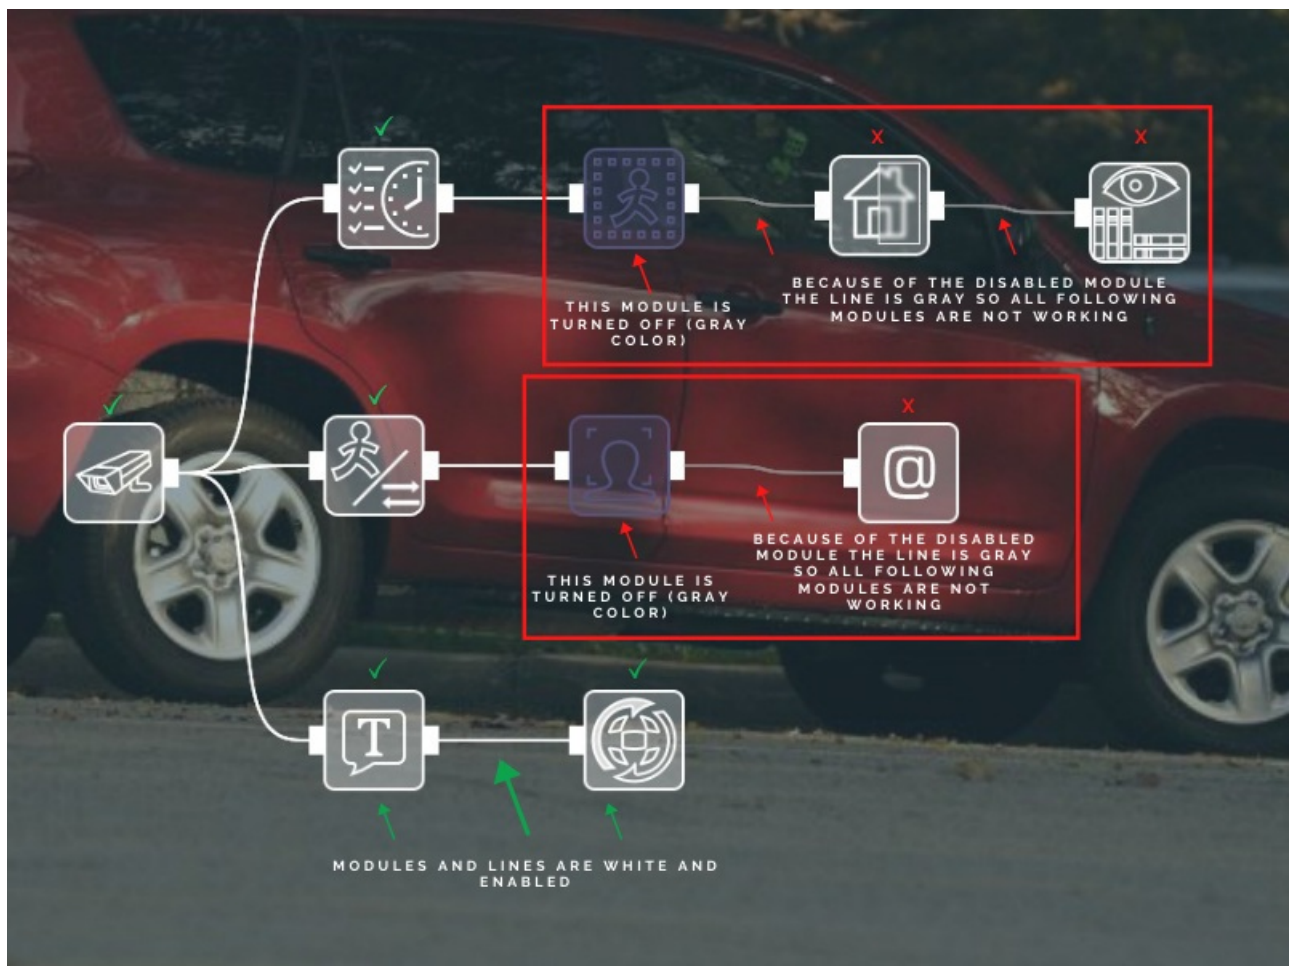 X
X
THIS MODULE IS
TURNED OFF (GRAY
COLOR)
BECAUSE OF THE DISABLED MODULE
THE LINE IS GRAY SO ALL FOLLOWING
MODULES ARE NOT WORKING
X
@
THIS MODULE IS
TURNED OFF (GRAY
COLOR)
BECAUSE OF THE DISABLED
MODULE THE LINE IS GRAY
SO ALL FOLLOWING
MODULES ARE NOT
WORKING
T
MODULES AND LINES ARE WHITE AND
ENABLED